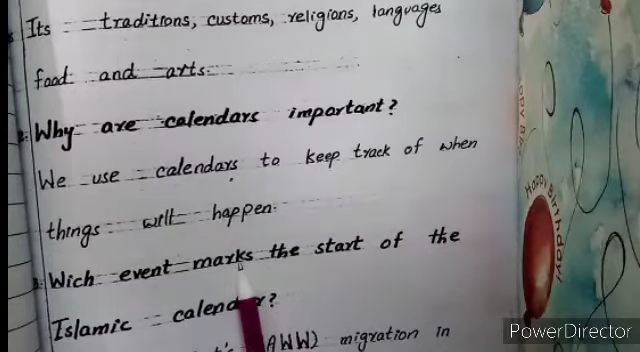 Its traditions, customs, religions, languages
food and arts.
Why are calendars important?
We use calendars to keep track of when
things will happen.
Wich event marks the start of the
Islamic calender?
(AWW) migration in
Happy Birthday!
PowerDirector